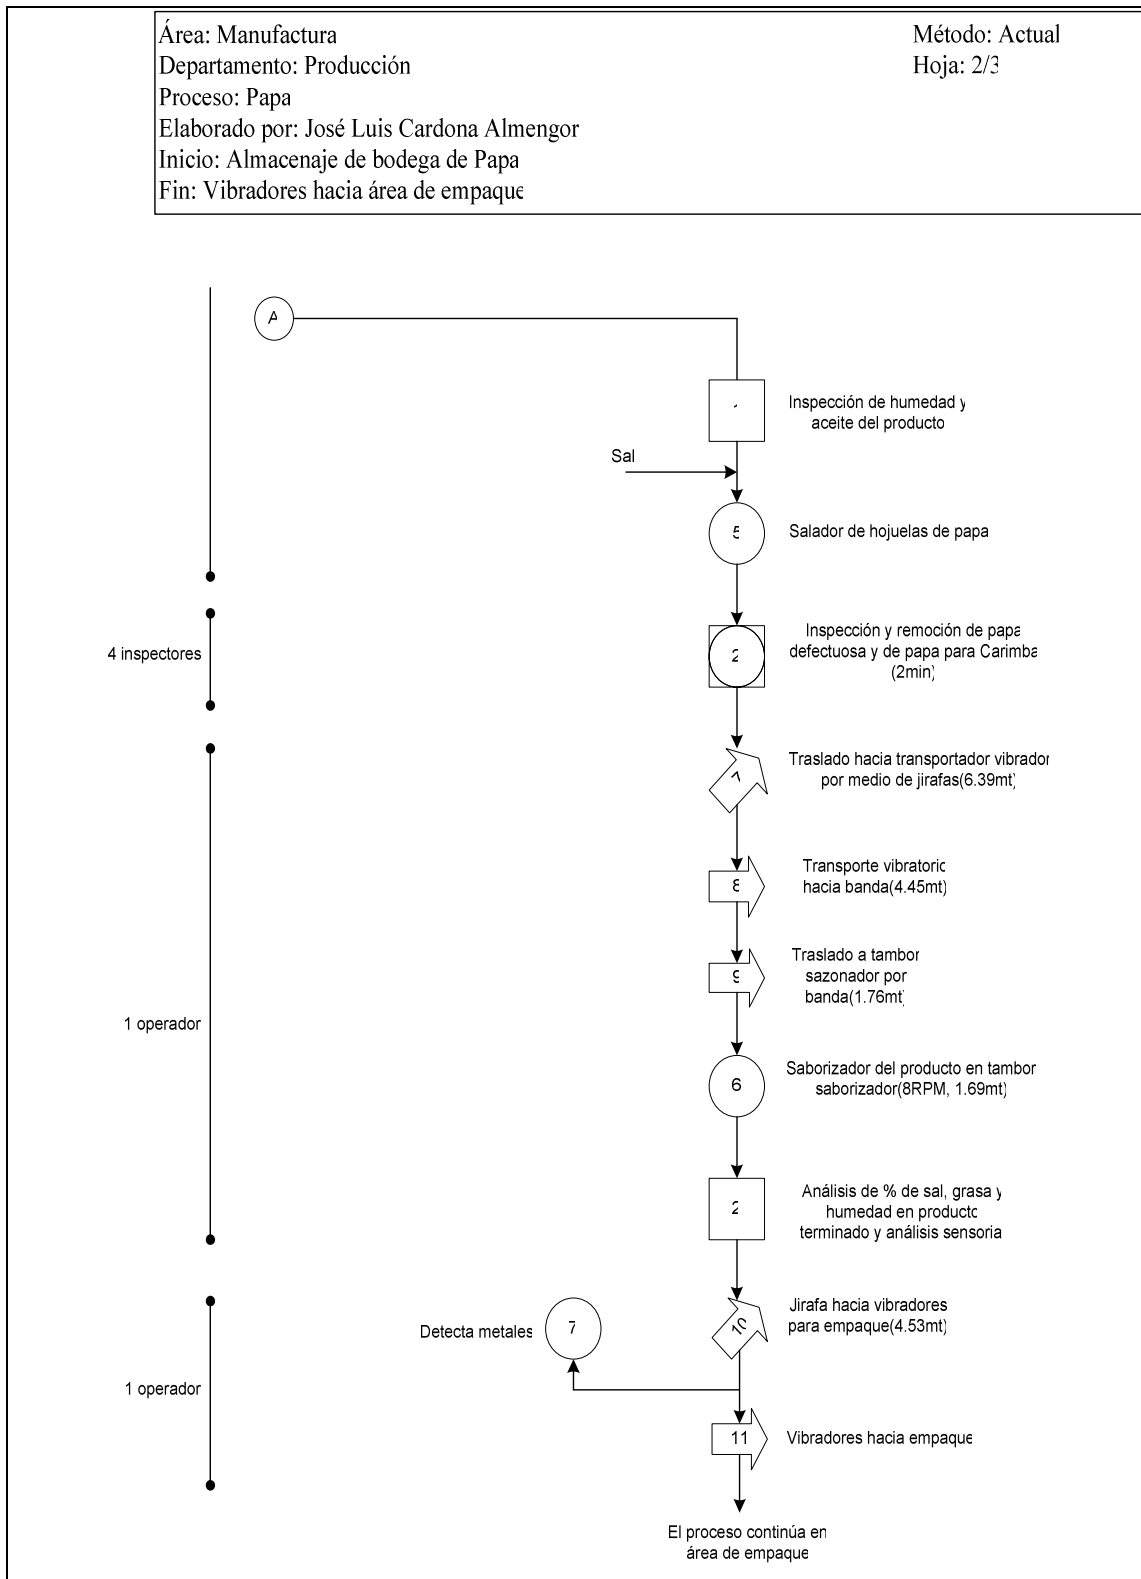 Área: Manufactura
Método: Actual
Departamento: Producción
Hoja: 2/3
Proceso: Papa
Elaborado por: José Luis Cardona Almengor
Inicio: Almacenaje de bodega de Papa
Fin: Vibradores hacia área de empaque
A
Inspección de humedad y
aceite del producto
Sal
5
Salador de hojuelas de papa
4 inspectores
2
Inspección y remoción de papa
defectuosa y de papa para Carimba
(2min)
7
Traslado hacia transportador vibrador
por medio de jirafas(6.39mt)
8
Transporte vibratorio
hacia banda(4.45mt)
9
Traslado a tambor
sazonador por
banda(1.76mt)
1 operador
6
Saborizador del producto en tambor
saborizador(8RPM, 1.69mt)
2
Análisis de % de sal, grasa y
humedad en producto
terminado y análisis sensoria
Detecta metales
7
10
Jirafa hacia vibradores
para empaque(4.53mt)
1 operador
11
Vibradores hacia empaque
El proceso continúa en
área de empaque